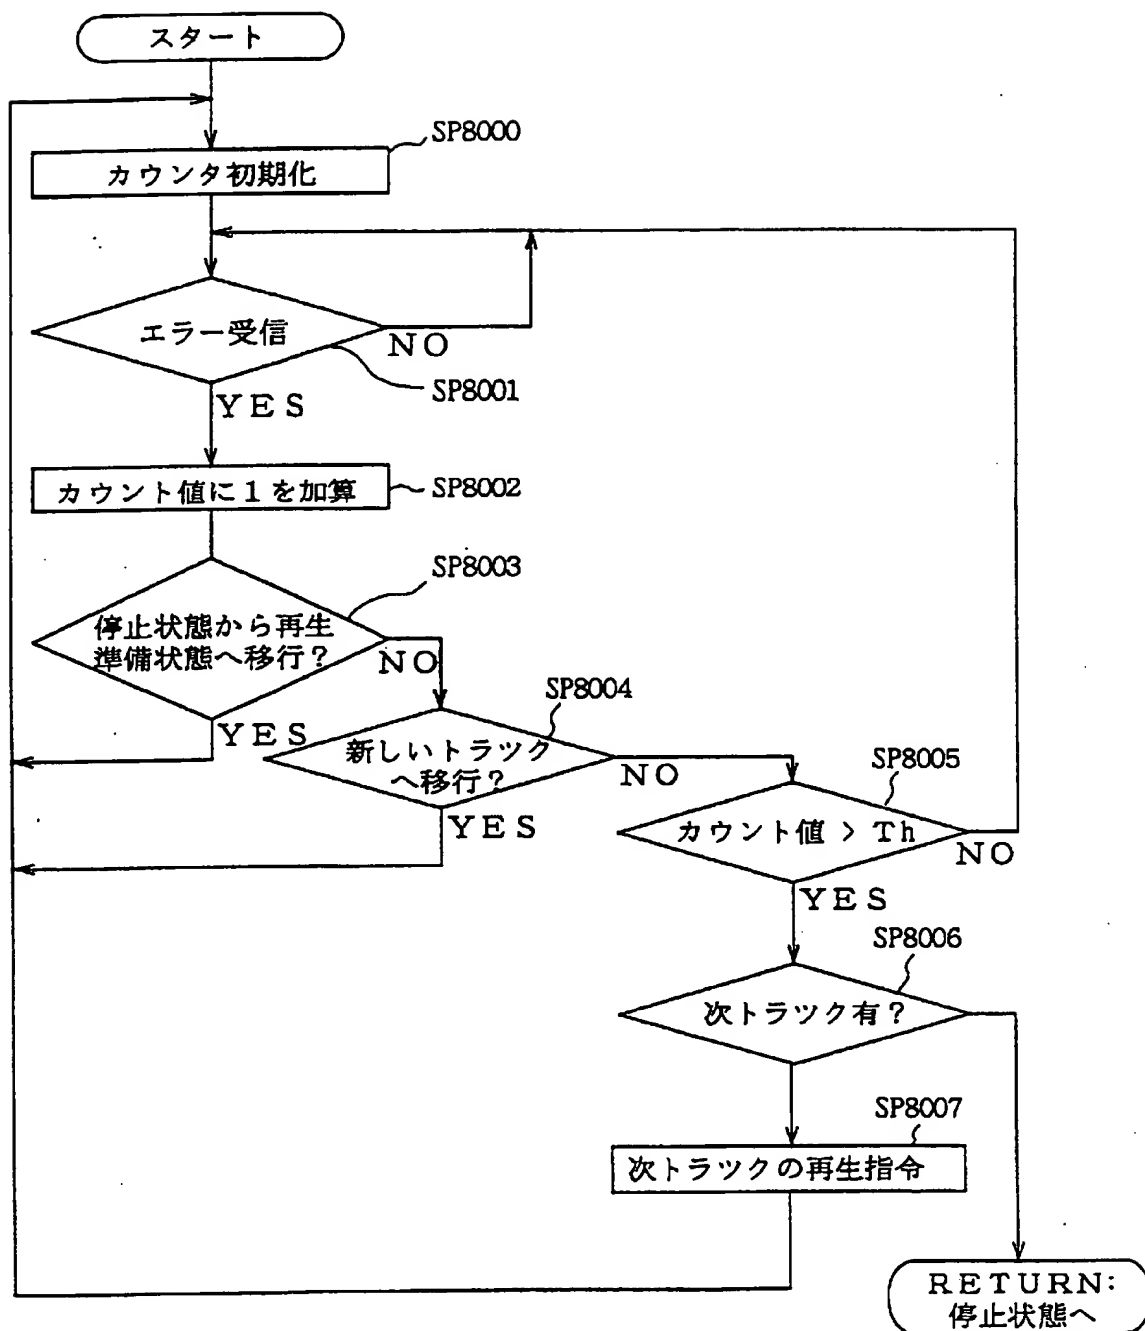 スタート
SP8000
カウンタ初期化
エラー受信
NO
SP8001
YES
カウント値に1を加算
SP8002
SP8003
停止状態から再生
準備状態へ移行?
NO
YES
SP8004
新しいトラック
へ移行?
NO
YES
SP8005
カウント値 > Th
NO
YES
SP8006
次トラック有?
SP8007
次トラックの再生指令
RETURN:
停止状態へ